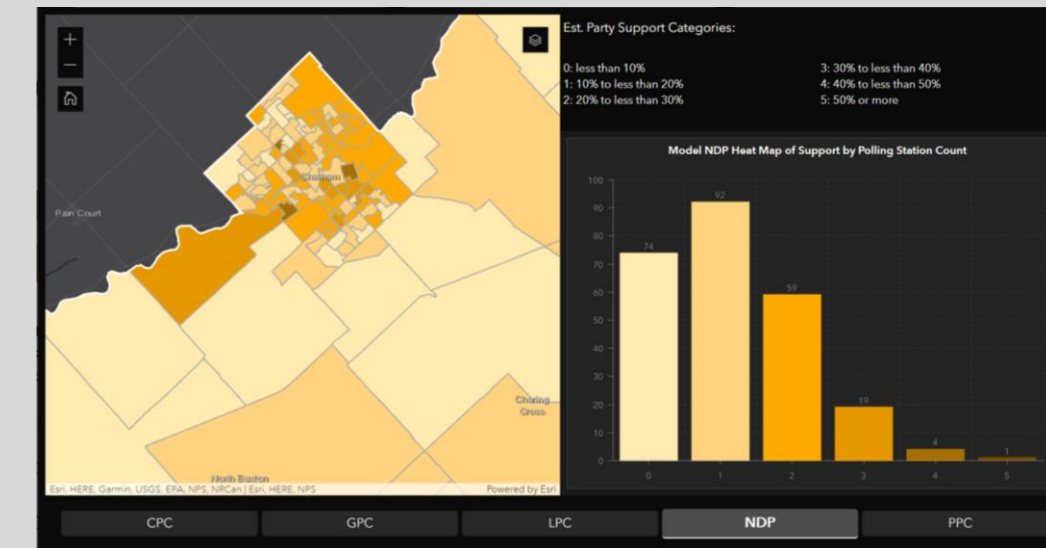 +
−
Pain Court
Chatham
Charing
Cross
North Buxton
Esri, HERE, Garmin, USGS, EPA, NPS, NRCan | Esri, HERE, NPS
Powered by Esri
Est. Party Support Categories:
0: less than 10%
1: 10% to less than 20%
2: 20% to less than 30%
3: 30% to less than 40%
4: 40% to less than 50%
5: 50% or more
Model NDP Heat Map of Support by Polling Station Count
100
90
80
70
60
50
40
30
20
10
0
74
92
59
19
4
1
0
1
2
3
4
5
CPC
GPC
LPC
NDP
PPC